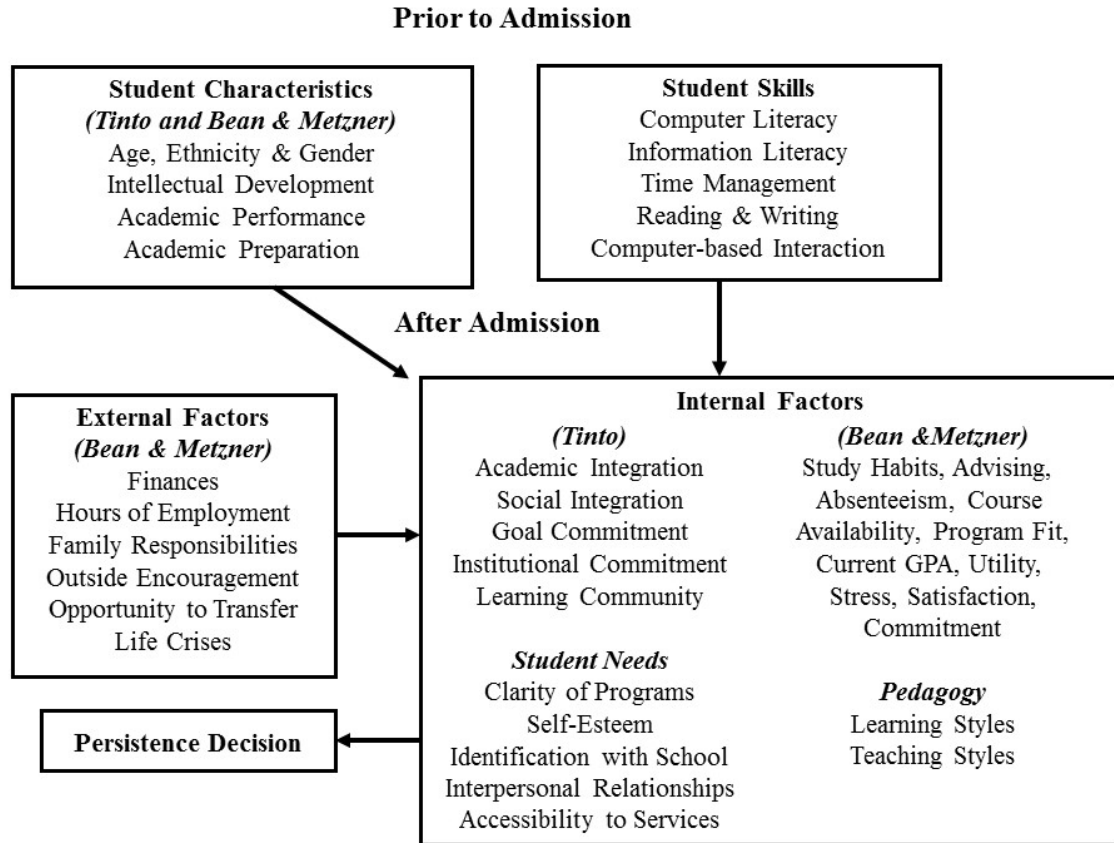 Prior to Admission
Student Characteristics
(Tinto and Bean & Metzner)
Age, Ethnicity & Gender
Intellectual Development
Academic Performance
Academic Preparation
Student Skills
Computer Literacy
Information Literacy
Time Management
Reading & Writing
Computer-based Interaction
After Admission
External Factors
(Bean & Metzner)
Finances
Hours of Employment
Family Responsibilities
Outside Encouragement
Opportunity to Transfer
Life Crises
Internal Factors
(Tinto)
Academic Integration
Social Integration
Goal Commitment
Institutional Commitment
Learning Community
(Bean &Metzner)
Study Habits, Advising,
Absenteeism, Course
Availability, Program Fit,
Current GPA, Utility,
Stress, Satisfaction,
Commitment
Student Needs
Clarity of Programs
Self-Esteem
Identification with School
Interpersonal Relationships
Accessibility to Services
Pedagogy
Learning Styles
Teaching Styles
Persistence Decision